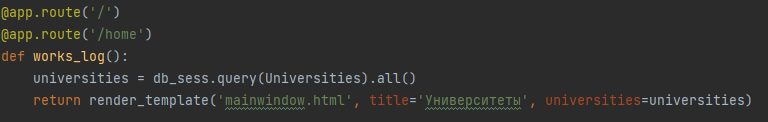 @app.route('/')
@app.route('/home')
def works_log():
    universities = db_sess.query(Universities).all()
    return render_template('mainwindow.html', title='Университеты', universities=universities)